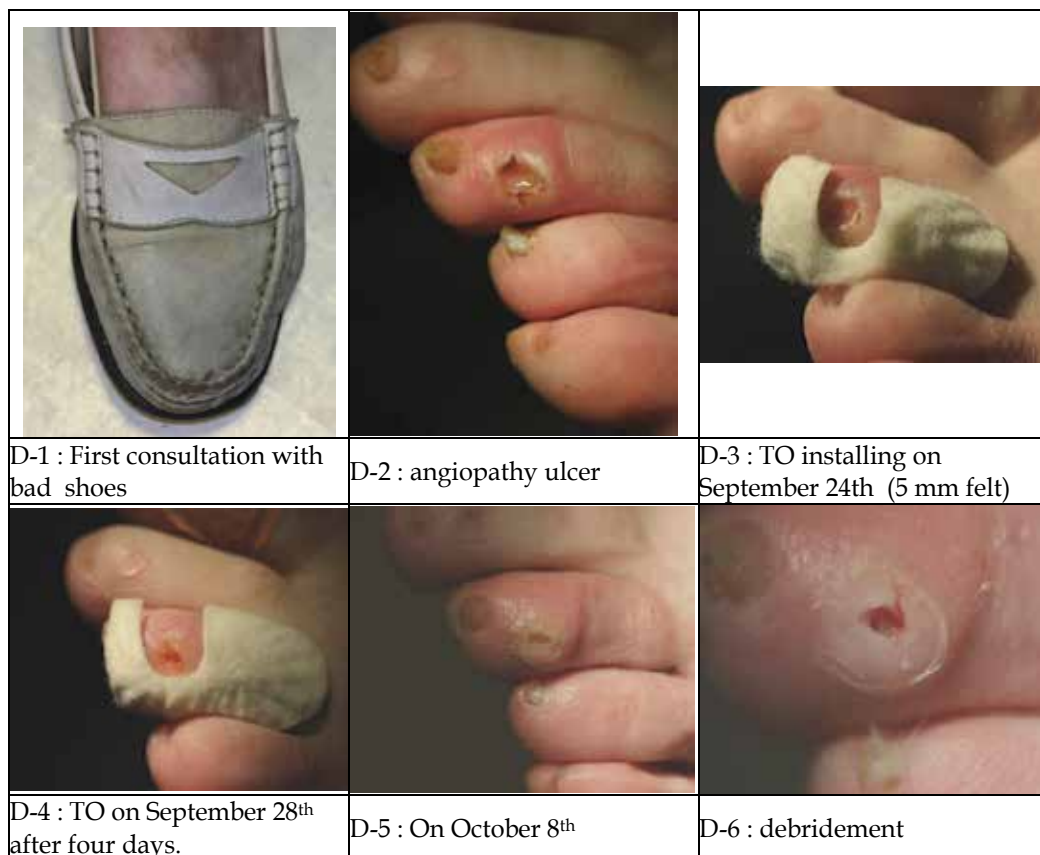 D-1 : First consultation with
bad shoes
D-2 : angiopathy ulcer
D-3 : TO installing on
September 24th (5 mm felt)
D-4 : TO on September 28th
after four days.
D-5 : On October 8th
D-6 : debridement